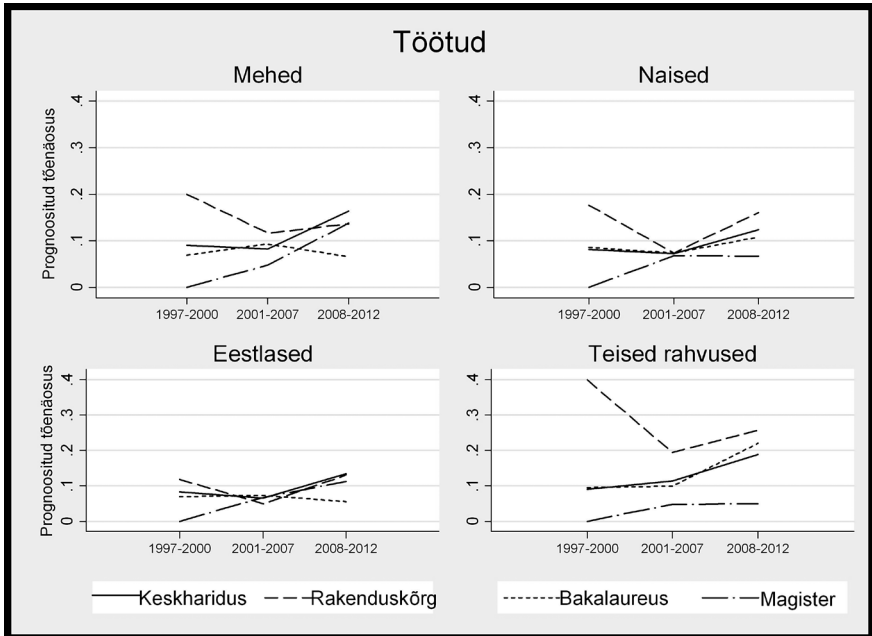 Töötud
Mehed
Naised
Prognoositud tõenäosus
.4
.3
.2
.1
0
1997-2000 2001-2007 2008-2012
.4
.3
.2
.1
0
1997-2000 2001-2007 2008-2012
Eestlased
Teised rahvused
Prognoositud tõenäosus
.4
.3
.2
.1
0
1997-2000 2001-2007 2008-2012
.4
.3
.2
.1
0
1997-2000 2001-2007 2008-2012
Keskharidus Rakenduskõrg Bakalaureus Magister